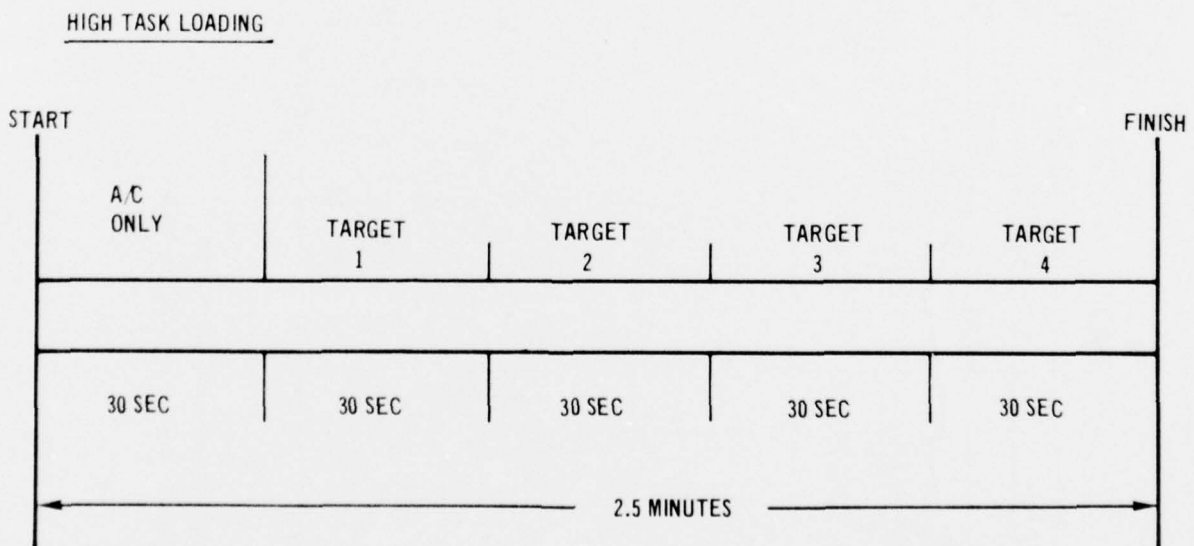 HIGH TASK LOADING
START
FINISH
A/C
ONLY
TARGET
1
TARGET
2
TARGET
3
TARGET
4
30 SEC
30 SEC
30 SEC
30 SEC
30 SEC
2.5 MINUTES